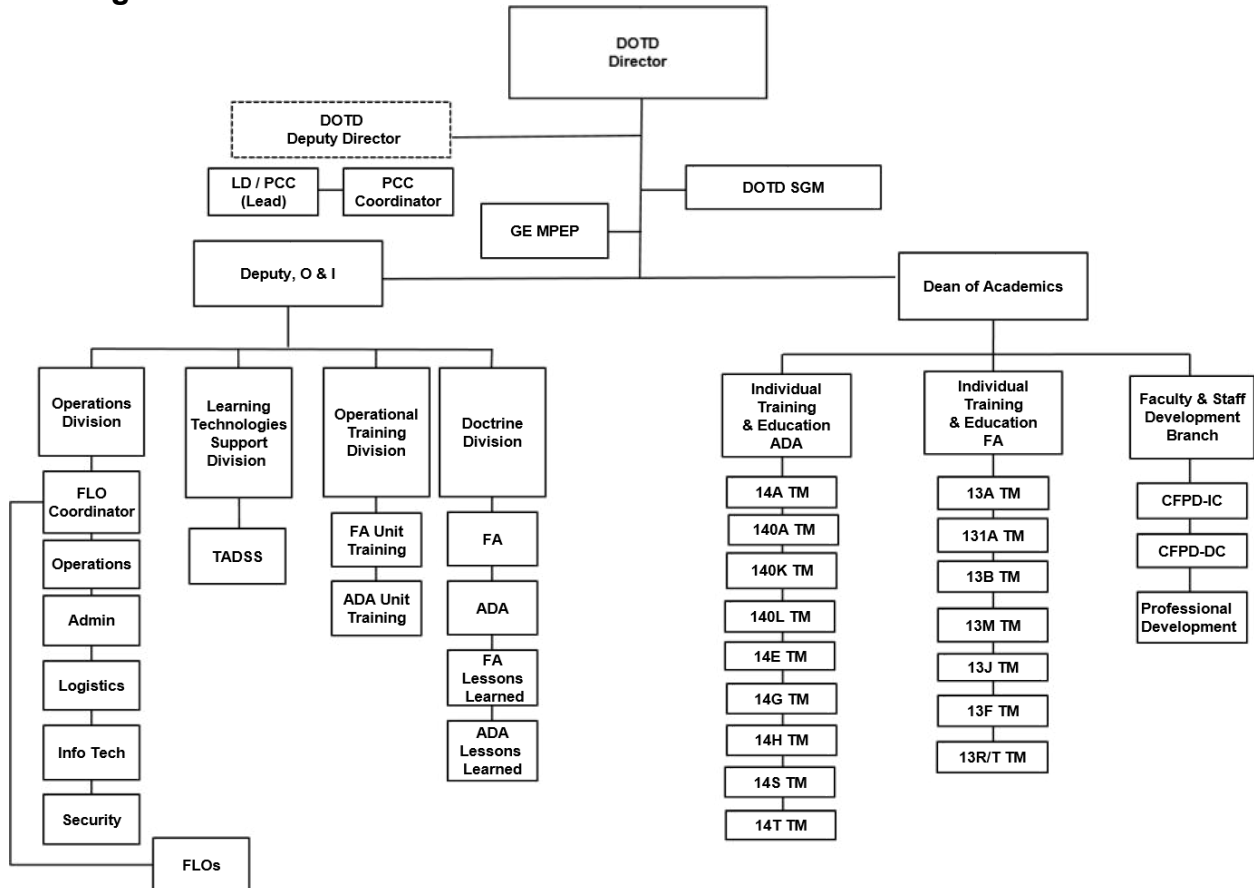 DOTD
Director
DOTD
Deputy Director
LD / PCC
(Lead)
PCC
Coordinator
DOTD SGM
GE MPEP
Deputy, O & I
Dean of Academics
Operations
Division
FLO
Coordinator
Operations
Admin
Logistics
Info Tech
Security
FLOs
Learning
Technologies
Support
Division
TADSS
Operational
Training
Division
FA Unit
Training
ADA Unit
Training
Doctrine
Division
FA
ADA
FA
Lessons
Learned
ADA
Lessons
Learned
Individual
Training
& Education
ADA
14A TM
140A TM
140K TM
140L TM
14E TM
14G TM
14H TM
14S TM
14T TM
Individual
Training
& Education
FA
13A TM
131A TM
13B TM
13M TM
13J TM
13F TM
13R/T TM
Faculty & Staff
Development
Branch
CFPD-IC
CFPD-DC
Professional
Development